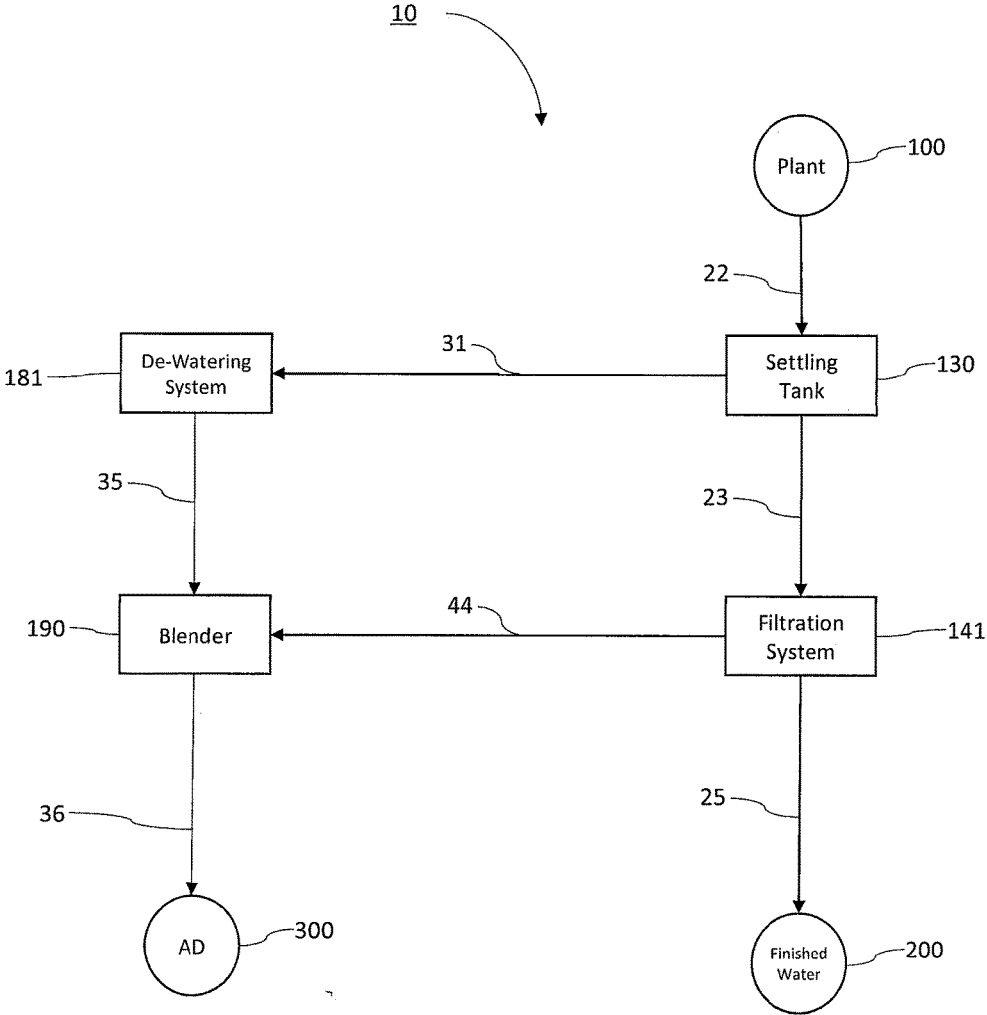 10
Plant
100
22
31
De-Watering
System
181
Settling
Tank
130
35
23
44
190
Blender
Filtration
System
141
36
25
AD
300
Finished
Water
200